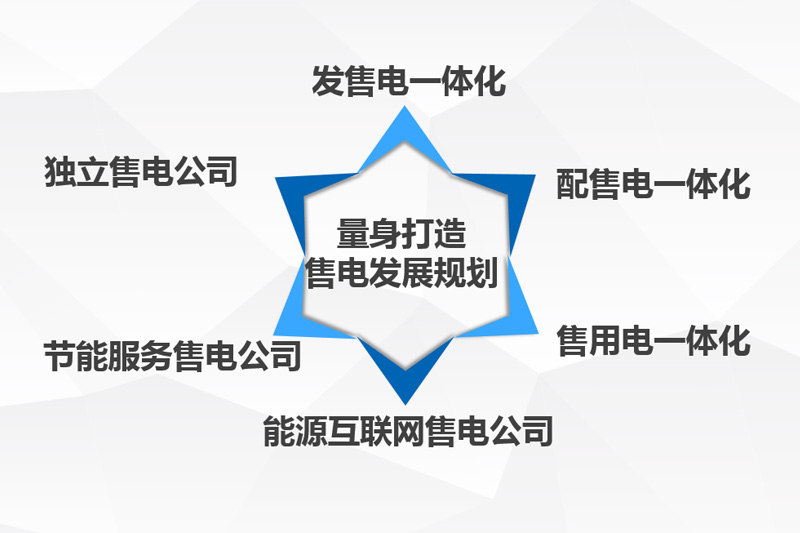 发售电一体化
独立售电公司
配售电一体化
量身打造
售电发展规划
节能服务售电公司
售用电一体化
能源互联网售电公司